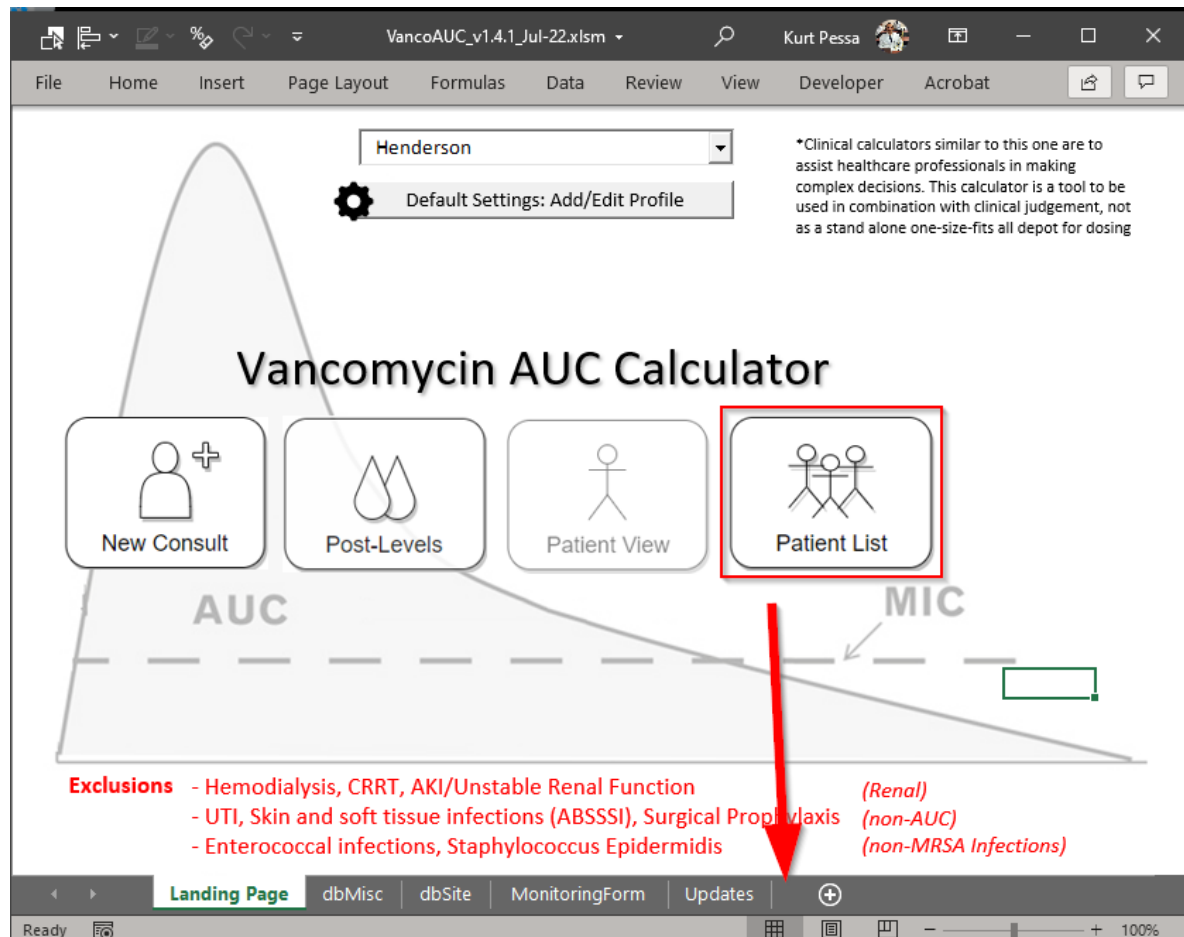 VancoAUC_v1.4.1_Jul-22.xlsm
Kurt Pessa
File Home Insert Page Layout Formulas Data Review View Developer Acrobat
Henderson
Default Settings: Add/Edit Profile
*Clinical calculators similar to this one are to
assist healthcare professionals in making
complex decisions. This calculator is a tool to be
used in combination with clinical judgement, not
as a stand alone one-size-fits all depot for dosing
Vancomycin AUC Calculator
New Consult
Post-Levels
Patient View
Patient List
AUC
MIC
Exclusions - Hemodialysis, CRRT, AKI/Unstable Renal Function (Renal)
- UTI, Skin and soft tissue infections (ABSSSI), Surgical Prophylaxis (non-AUC)
- Enterococcal infections, Staphylococcus Epidermidis (non-MRSA Infections)
Landing Page dbMisc dbSite MonitoringForm Updates
Ready 100%